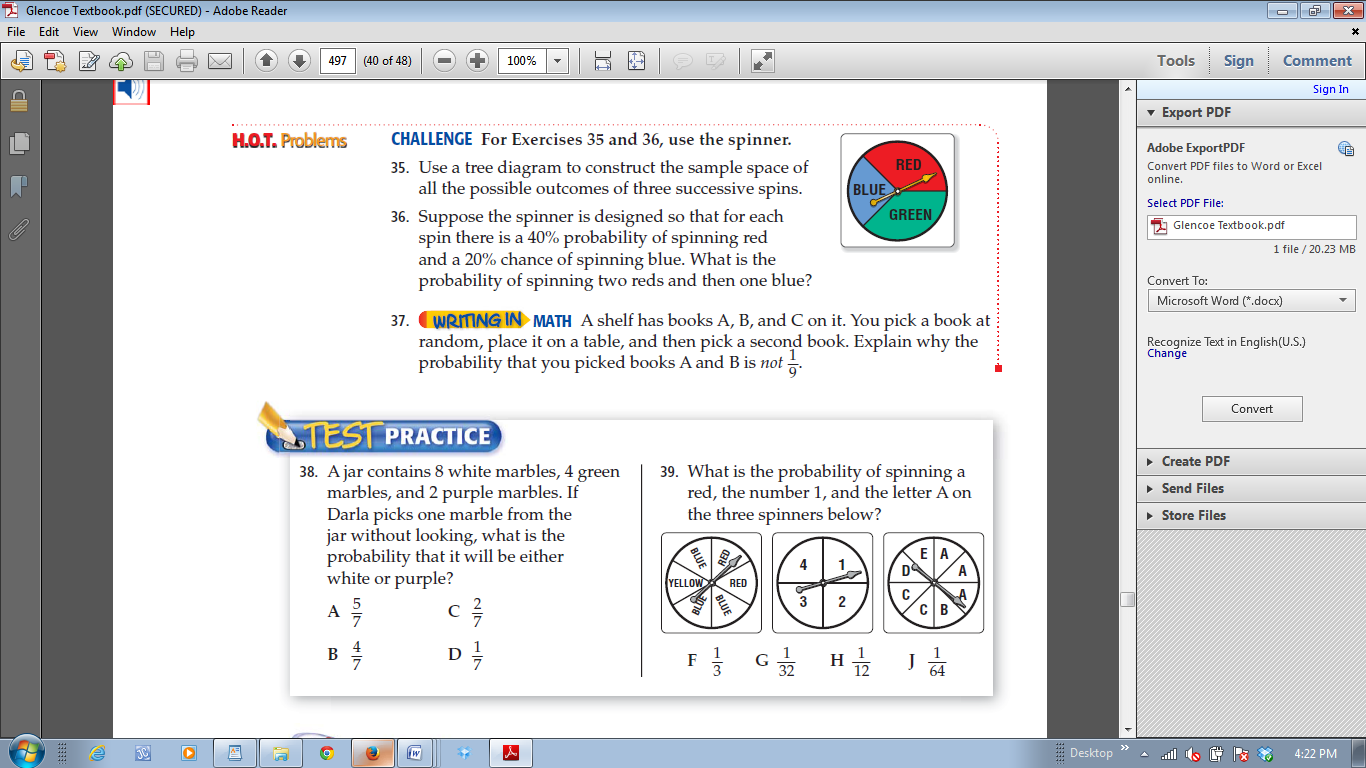 Glencoe Textbook.pdf (SECURED) - Adobe Reader
File Edit View Window Help
497 (40 of 48) 100% Tools Sign Comment
Sign In
Export PDF
Adobe ExportPDF
Convert PDF files to Word or Excel
online.
Select PDF File:
Glencoe Textbook.pdf
1 file / 20.23 MB
Convert To:
Microsoft Word (*.docx)
Recognize Text in English(U.S.)
Change
Convert
Create PDF
Send Files
Store Files
H.O.T. Problems
CHALLENGE For Exercises 35 and 36, use the spinner.
35. Use a tree diagram to construct the sample space of
all the possible outcomes of three successive spins.
36. Suppose the spinner is designed so that for each
spin there is a 40% probability of spinning red
and a 20% chance of spinning blue. What is the
probability of spinning two reds and then one blue?
RED
BLUE
GREEN
37. WRITING IN MATH A shelf has books A, B, and C on it. You pick a book at
random, place it on a table, and then pick a second book. Explain why the
probability that you picked books A and B is not 1/9.
TEST PRACTICE
38. A jar contains 8 white marbles, 4 green
marbles, and 2 purple marbles. If
Darla picks one marble from the
jar without looking, what is the
probability that it will be either
white or purple?
A 5/7 C 2/7
B 4/7 D 1/7
39. What is the probability of spinning a
red, the number 1, and the letter A on
the three spinners below?
BLUE RED
YELLOW RED
BLUE BLUE
4 1
3 2
E A
D A
C A
C B
F 1/3 G 1/32 H 1/12 J 1/64
Desktop 4:22 PM